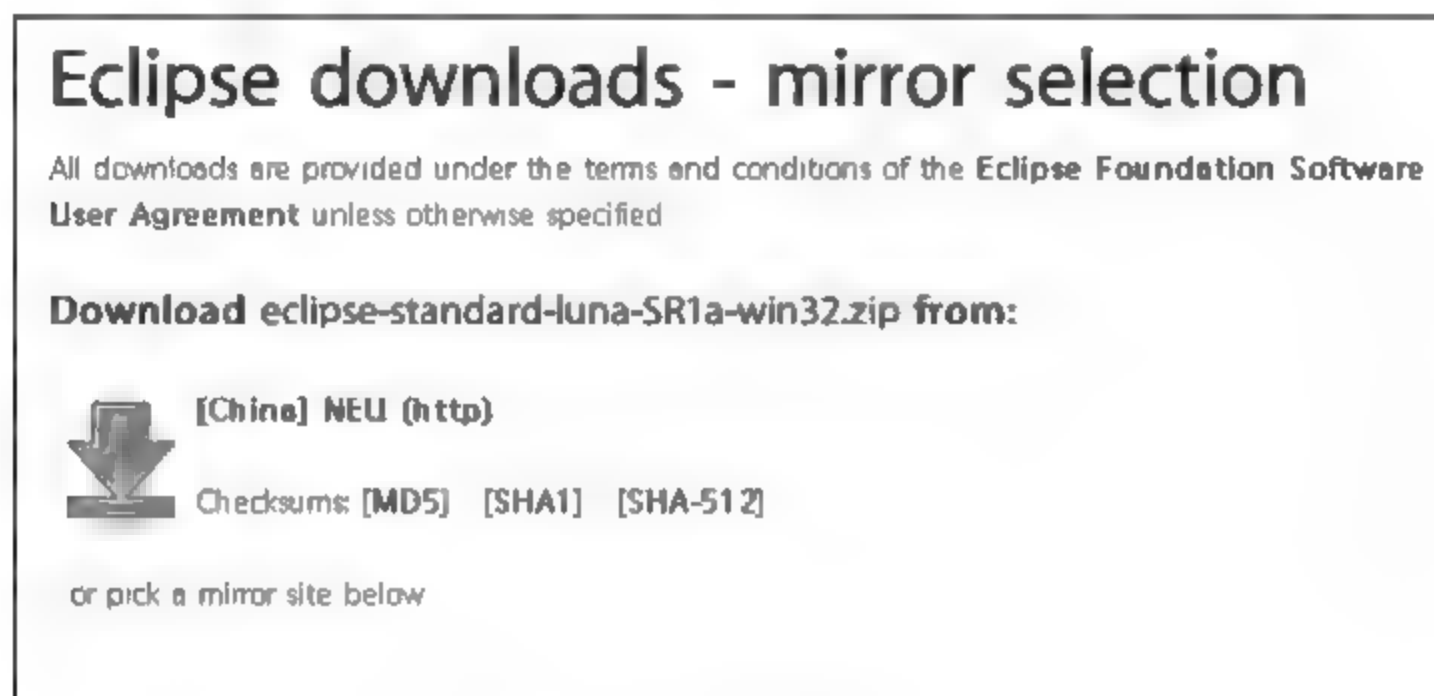 Eclipse downloads - mirror selection
All downloads are provided under the terms and conditions of the Eclipse Foundation Software
User Agreement unless otherwise specified
Download eclipse-standard-luna-SR1a-win32.zip from:
[China] NEU (http)
Checksums: [MD5] [SHA1] [SHA-512]
or pick a mirror site below